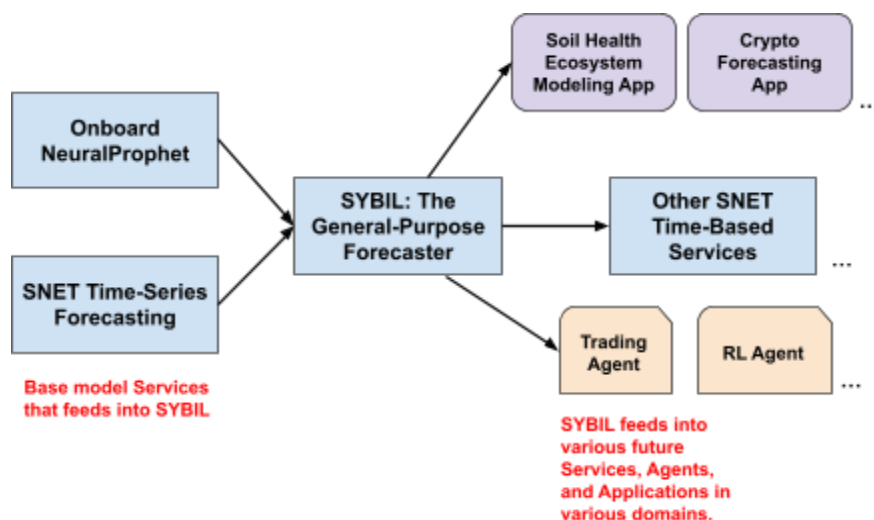 Soil Health
Ecosystem
Modeling App
Crypto
Forecasting
App
..
Onboard
NeuralProphet
SYBIL: The
General-Purpose
Forecaster
Other SNET
Time-Based
Services
...
SNET Time-Series
Forecasting
Trading
Agent
RL Agent
...
Base model Services
that feeds into SYBIL
SYBIL feeds into
various future
Services, Agents,
and Applications in
various domains.